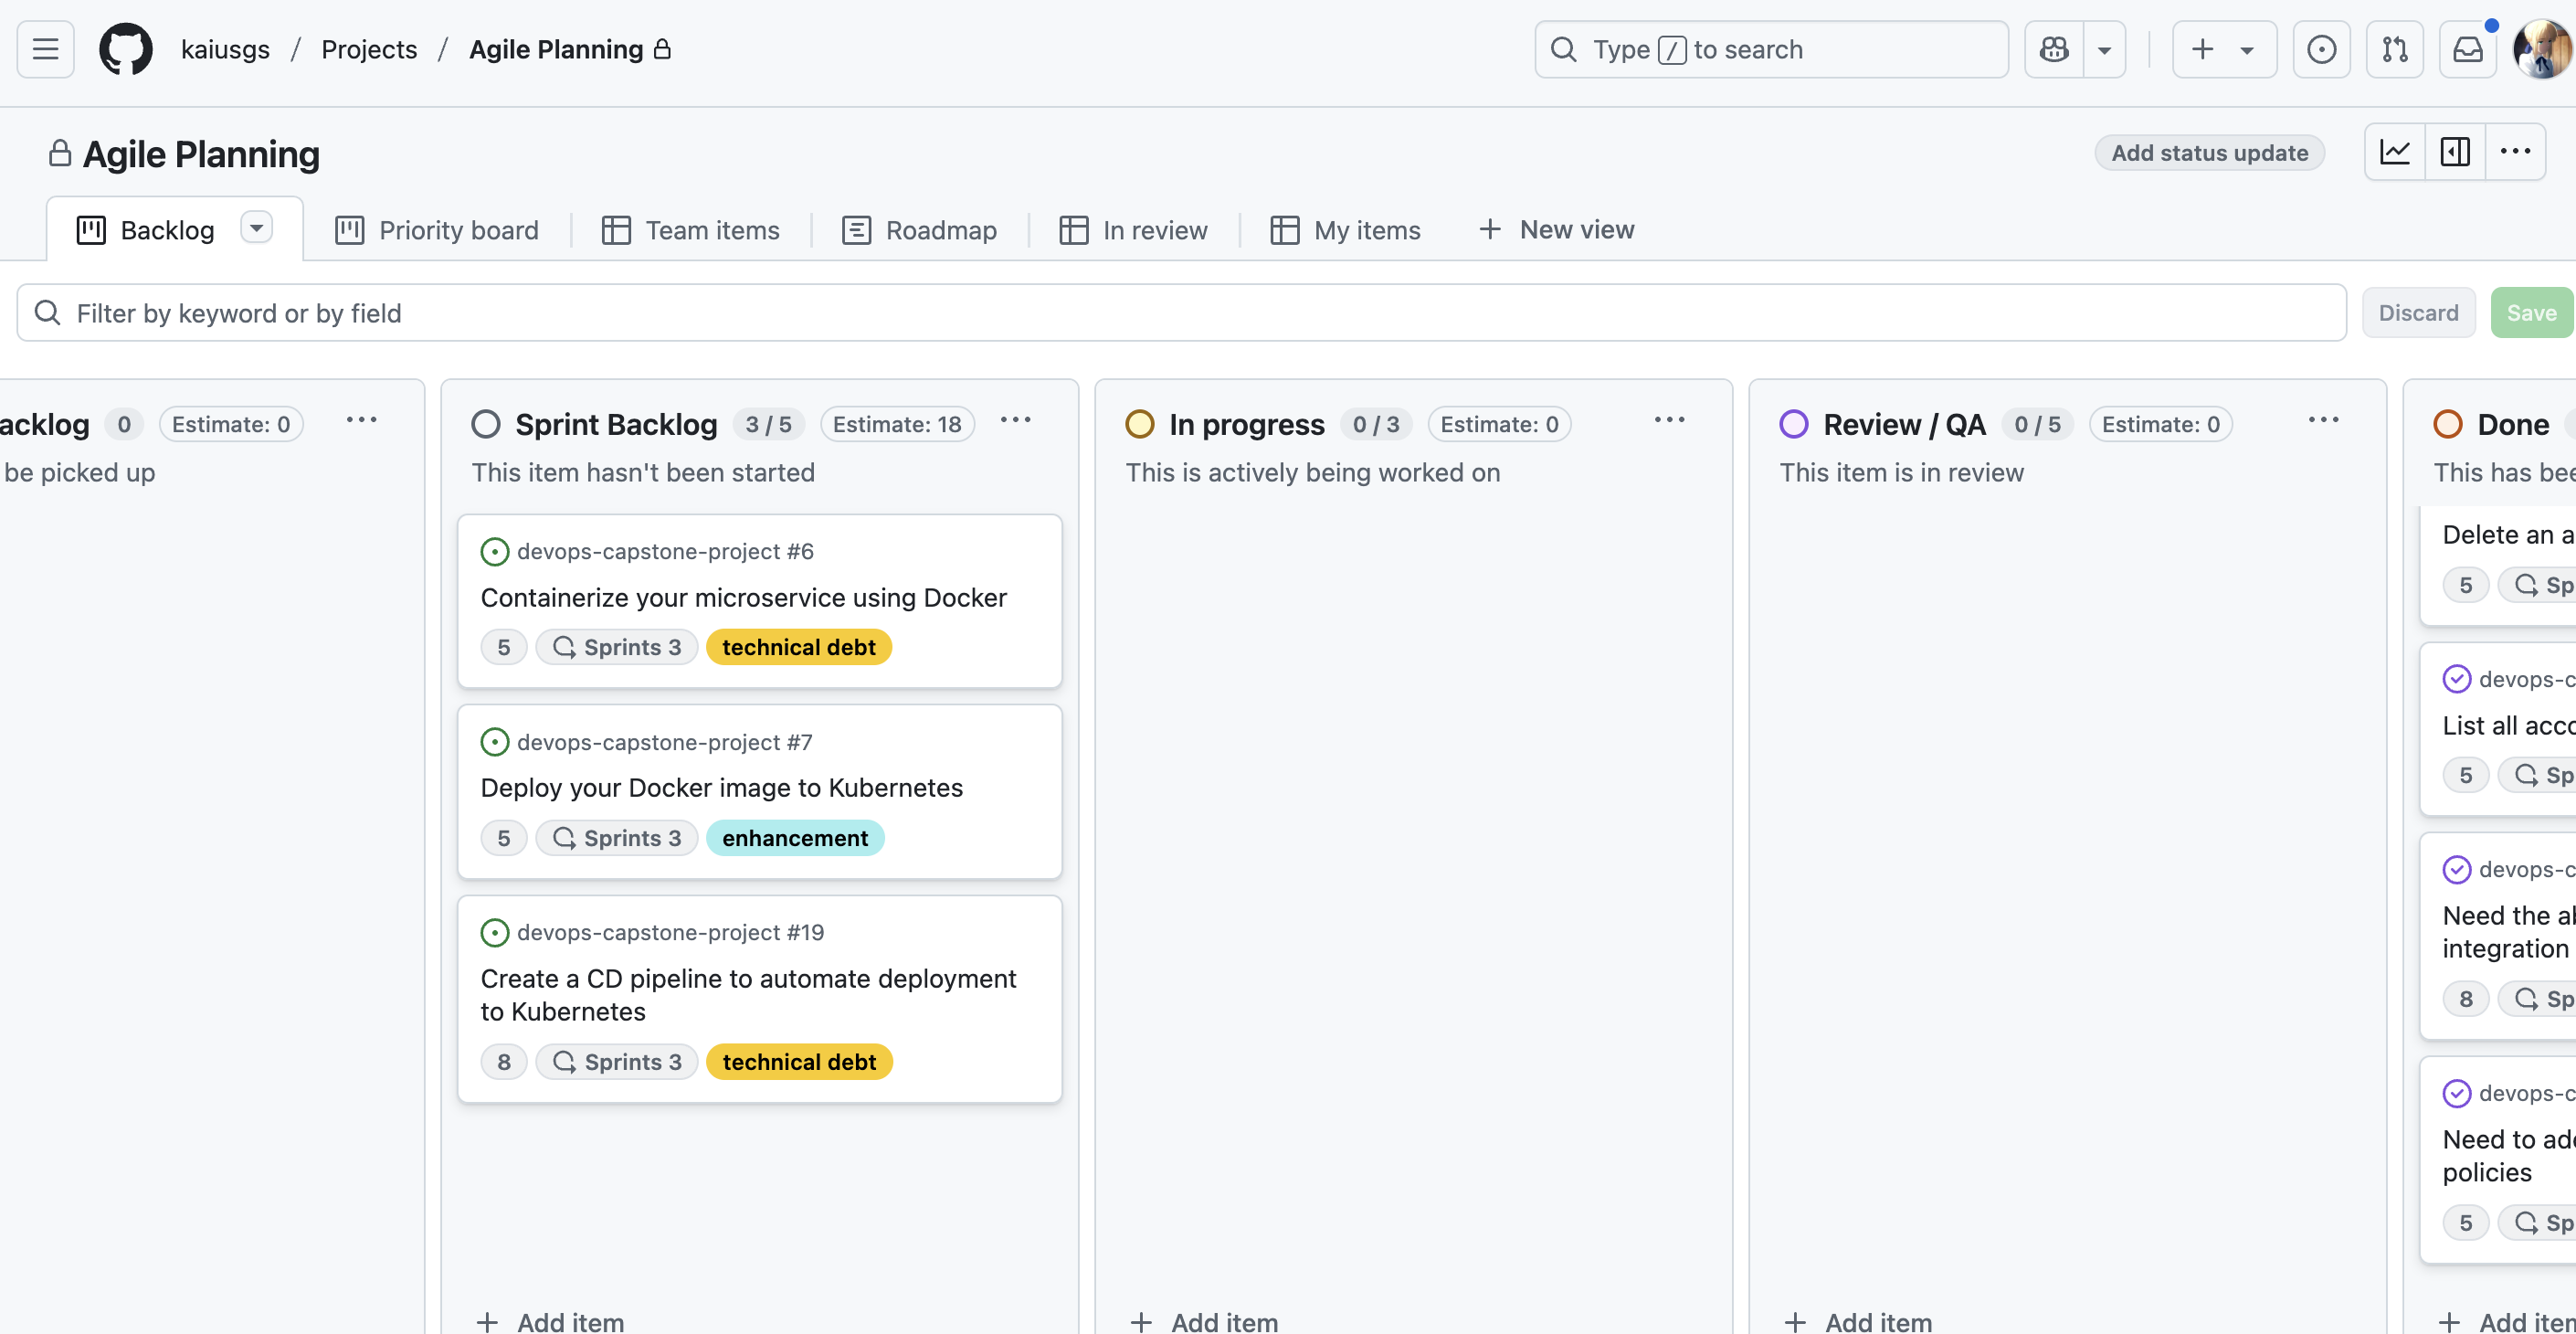 kaiusgs / Projects / Agile Planning
Type / to search
Agile Planning
Add status update
Backlog
Priority board
Team items
Roadmap
In review
My items
New view
Filter by keyword or by field
Discard
Save
acklog 0 Estimate: 0
be picked up
Sprint Backlog 3 / 5 Estimate: 18
This item hasn't been started
devops-capstone-project #6
Containerize your microservice using Docker
5 Sprints 3 technical debt
devops-capstone-project #7
Deploy your Docker image to Kubernetes
5 Sprints 3 enhancement
devops-capstone-project #19
Create a CD pipeline to automate deployment
to Kubernetes
8 Sprints 3 technical debt
Add item
In progress 0 / 3 Estimate: 0
This is actively being worked on
Add item
Review / QA 0 / 5 Estimate: 0
This item is in review
Add item
Done
This has bee
Delete an a
5 Sp
devops-c
List all acco
5 Sp
devops-c
Need the ab
integration
8 Sp
devops-c
Need to add
policies
5 Sp
Add item